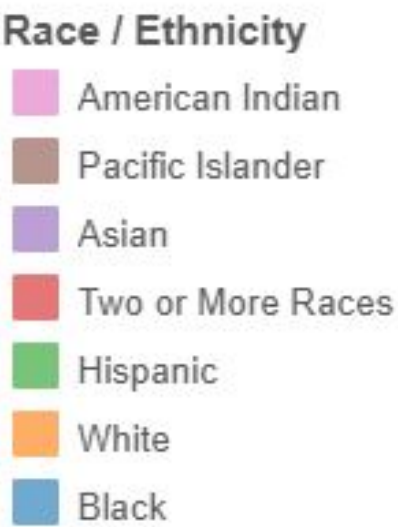 Race / Ethnicity
American Indian
Pacific Islander
Asian
Two or More Races
Hispanic
White
Black